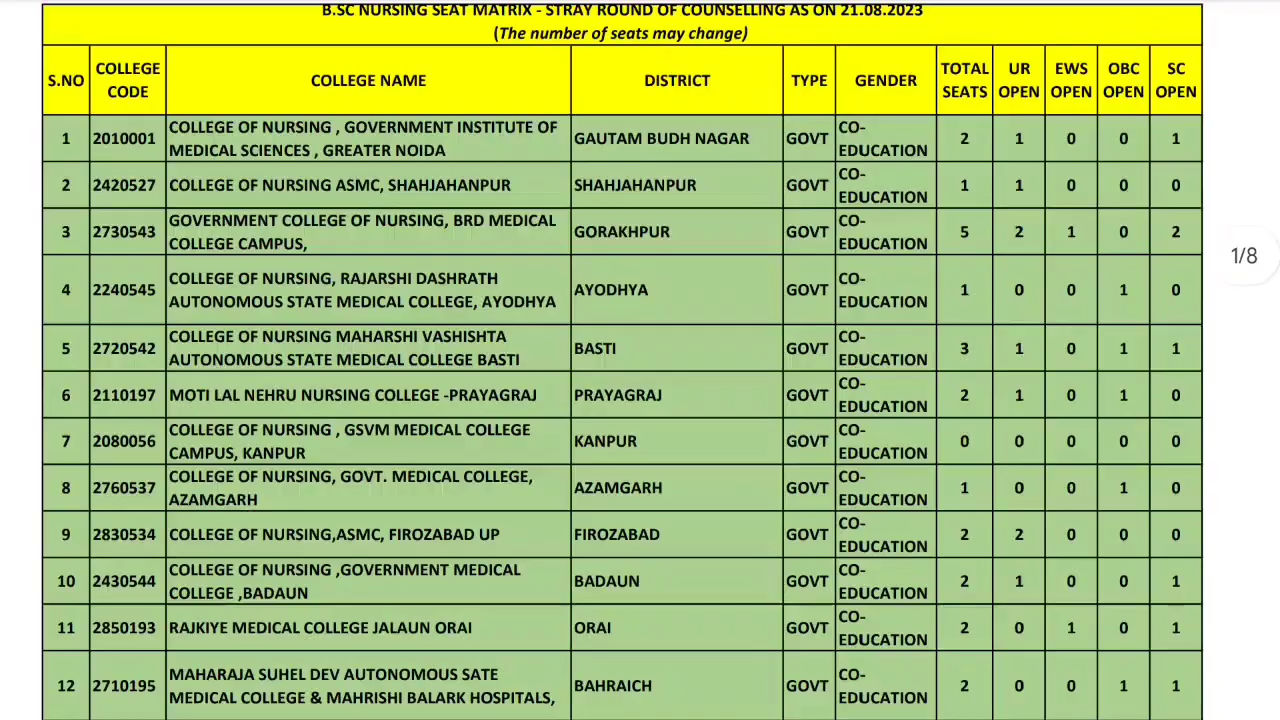 B.SC NURSING SEAT MATRIX - STRAY ROUND OF COUNSELLING AS ON 21.08.2023
(The number of seats may change)
S.NO COLLEGE CODE COLLEGE NAME DISTRICT TYPE GENDER TOTAL SEATS UR OPEN EWS OPEN OBC OPEN SC OPEN
1 2010001 COLLEGE OF NURSING , GOVERNMENT INSTITUTE OF MEDICAL SCIENCES , GREATER NOIDA GAUTAM BUDH NAGAR GOVT CO-EDUCATION 2 1 0 0 1
2 2420527 COLLEGE OF NURSING ASMC, SHAHJAHANPUR SHAHJAHANPUR GOVT CO-EDUCATION 1 1 0 0 0
3 2730543 GOVERNMENT COLLEGE OF NURSING, BRD MEDICAL COLLEGE CAMPUS, GORAKHPUR GOVT CO-EDUCATION 5 2 1 0 2
1/8
4 2240545 COLLEGE OF NURSING, RAJARSHI DASHRATH AUTONOMOUS STATE MEDICAL COLLEGE, AYODHYA AYODHYA GOVT CO-EDUCATION 1 0 0 1 0
5 2720542 COLLEGE OF NURSING MAHARSHI VASHISHTA AUTONOMOUS STATE MEDICAL COLLEGE BASTI BASTI GOVT CO-EDUCATION 3 1 0 1 1
6 2110197 MOTI LAL NEHRU NURSING COLLEGE -PRAYAGRAJ PRAYAGRAJ GOVT CO-EDUCATION 2 1 0 1 0
7 2080056 COLLEGE OF NURSING , GSVM MEDICAL COLLEGE CAMPUS, KANPUR KANPUR GOVT CO-EDUCATION 0 0 0 0 0
8 2760537 COLLEGE OF NURSING, GOVT. MEDICAL COLLEGE, AZAMGARH AZAMGARH GOVT CO-EDUCATION 1 0 0 1 0
9 2830534 COLLEGE OF NURSING,ASMC, FIROZABAD UP FIROZABAD GOVT CO-EDUCATION 2 2 0 0 0
10 2430544 COLLEGE OF NURSING ,GOVERNMENT MEDICAL COLLEGE ,BADAUN BADAUN GOVT CO-EDUCATION 2 1 0 0 1
11 2850193 RAJKIYE MEDICAL COLLEGE JALAUN ORAI ORAI GOVT CO-EDUCATION 2 0 1 0 1
12 2710195 MAHARAJA SUHEL DEV AUTONOMOUS SATE MEDICAL COLLEGE & MAHRISHI BALARK HOSPITALS, BAHRAICH GOVT CO-EDUCATION 2 0 0 1 1